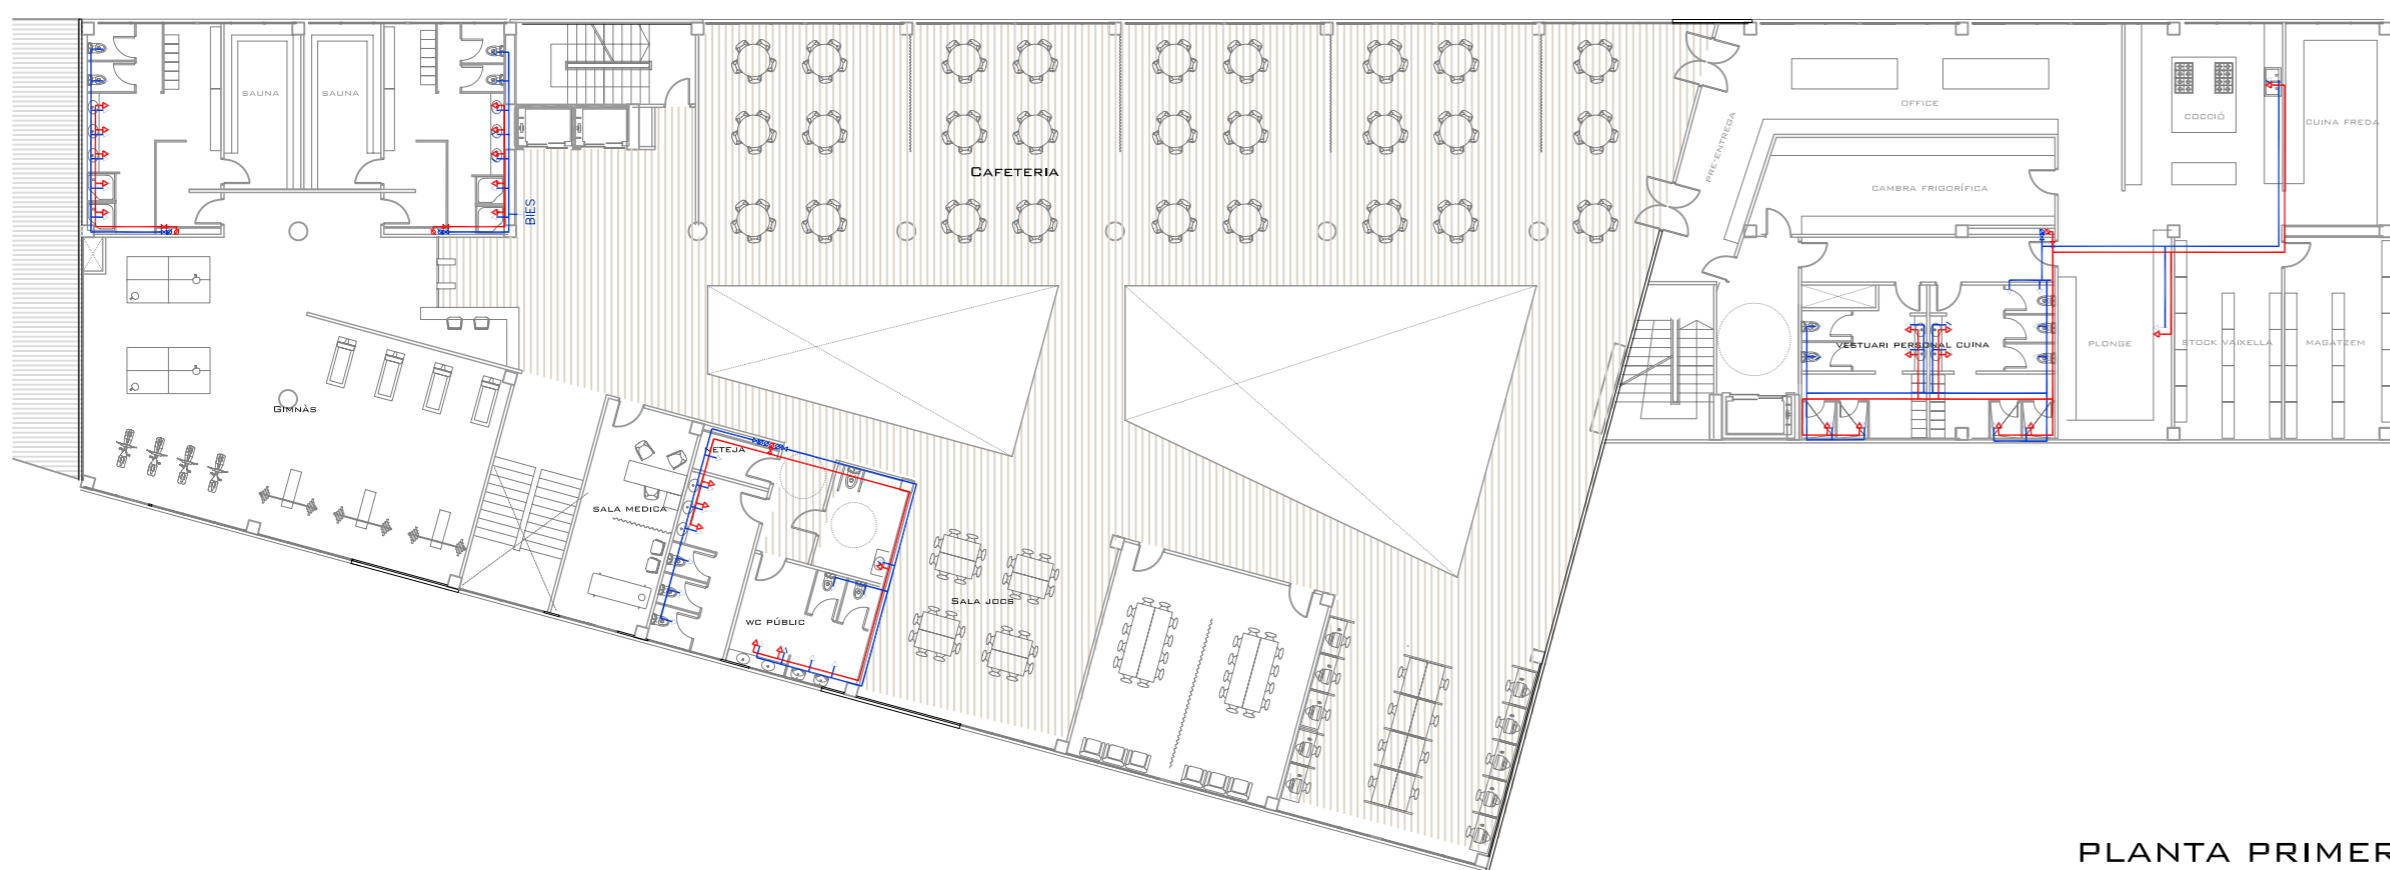 SAUNA
SAUNA
OFFICE
COCCIÓ
CUINA FREDA
PRE-ENTREGA
CAFETERIA
CAMBRA FRIGORÍFICA
BIES
VESTUARI PERSONAL CUINA
PLONGE
STOCK VAIXELLA
MAGATZEM
GIMNÀS
NETEJA
SALA MEDICA
SALA JOCS
WC PÚBLIC
PLANTA PRIMER